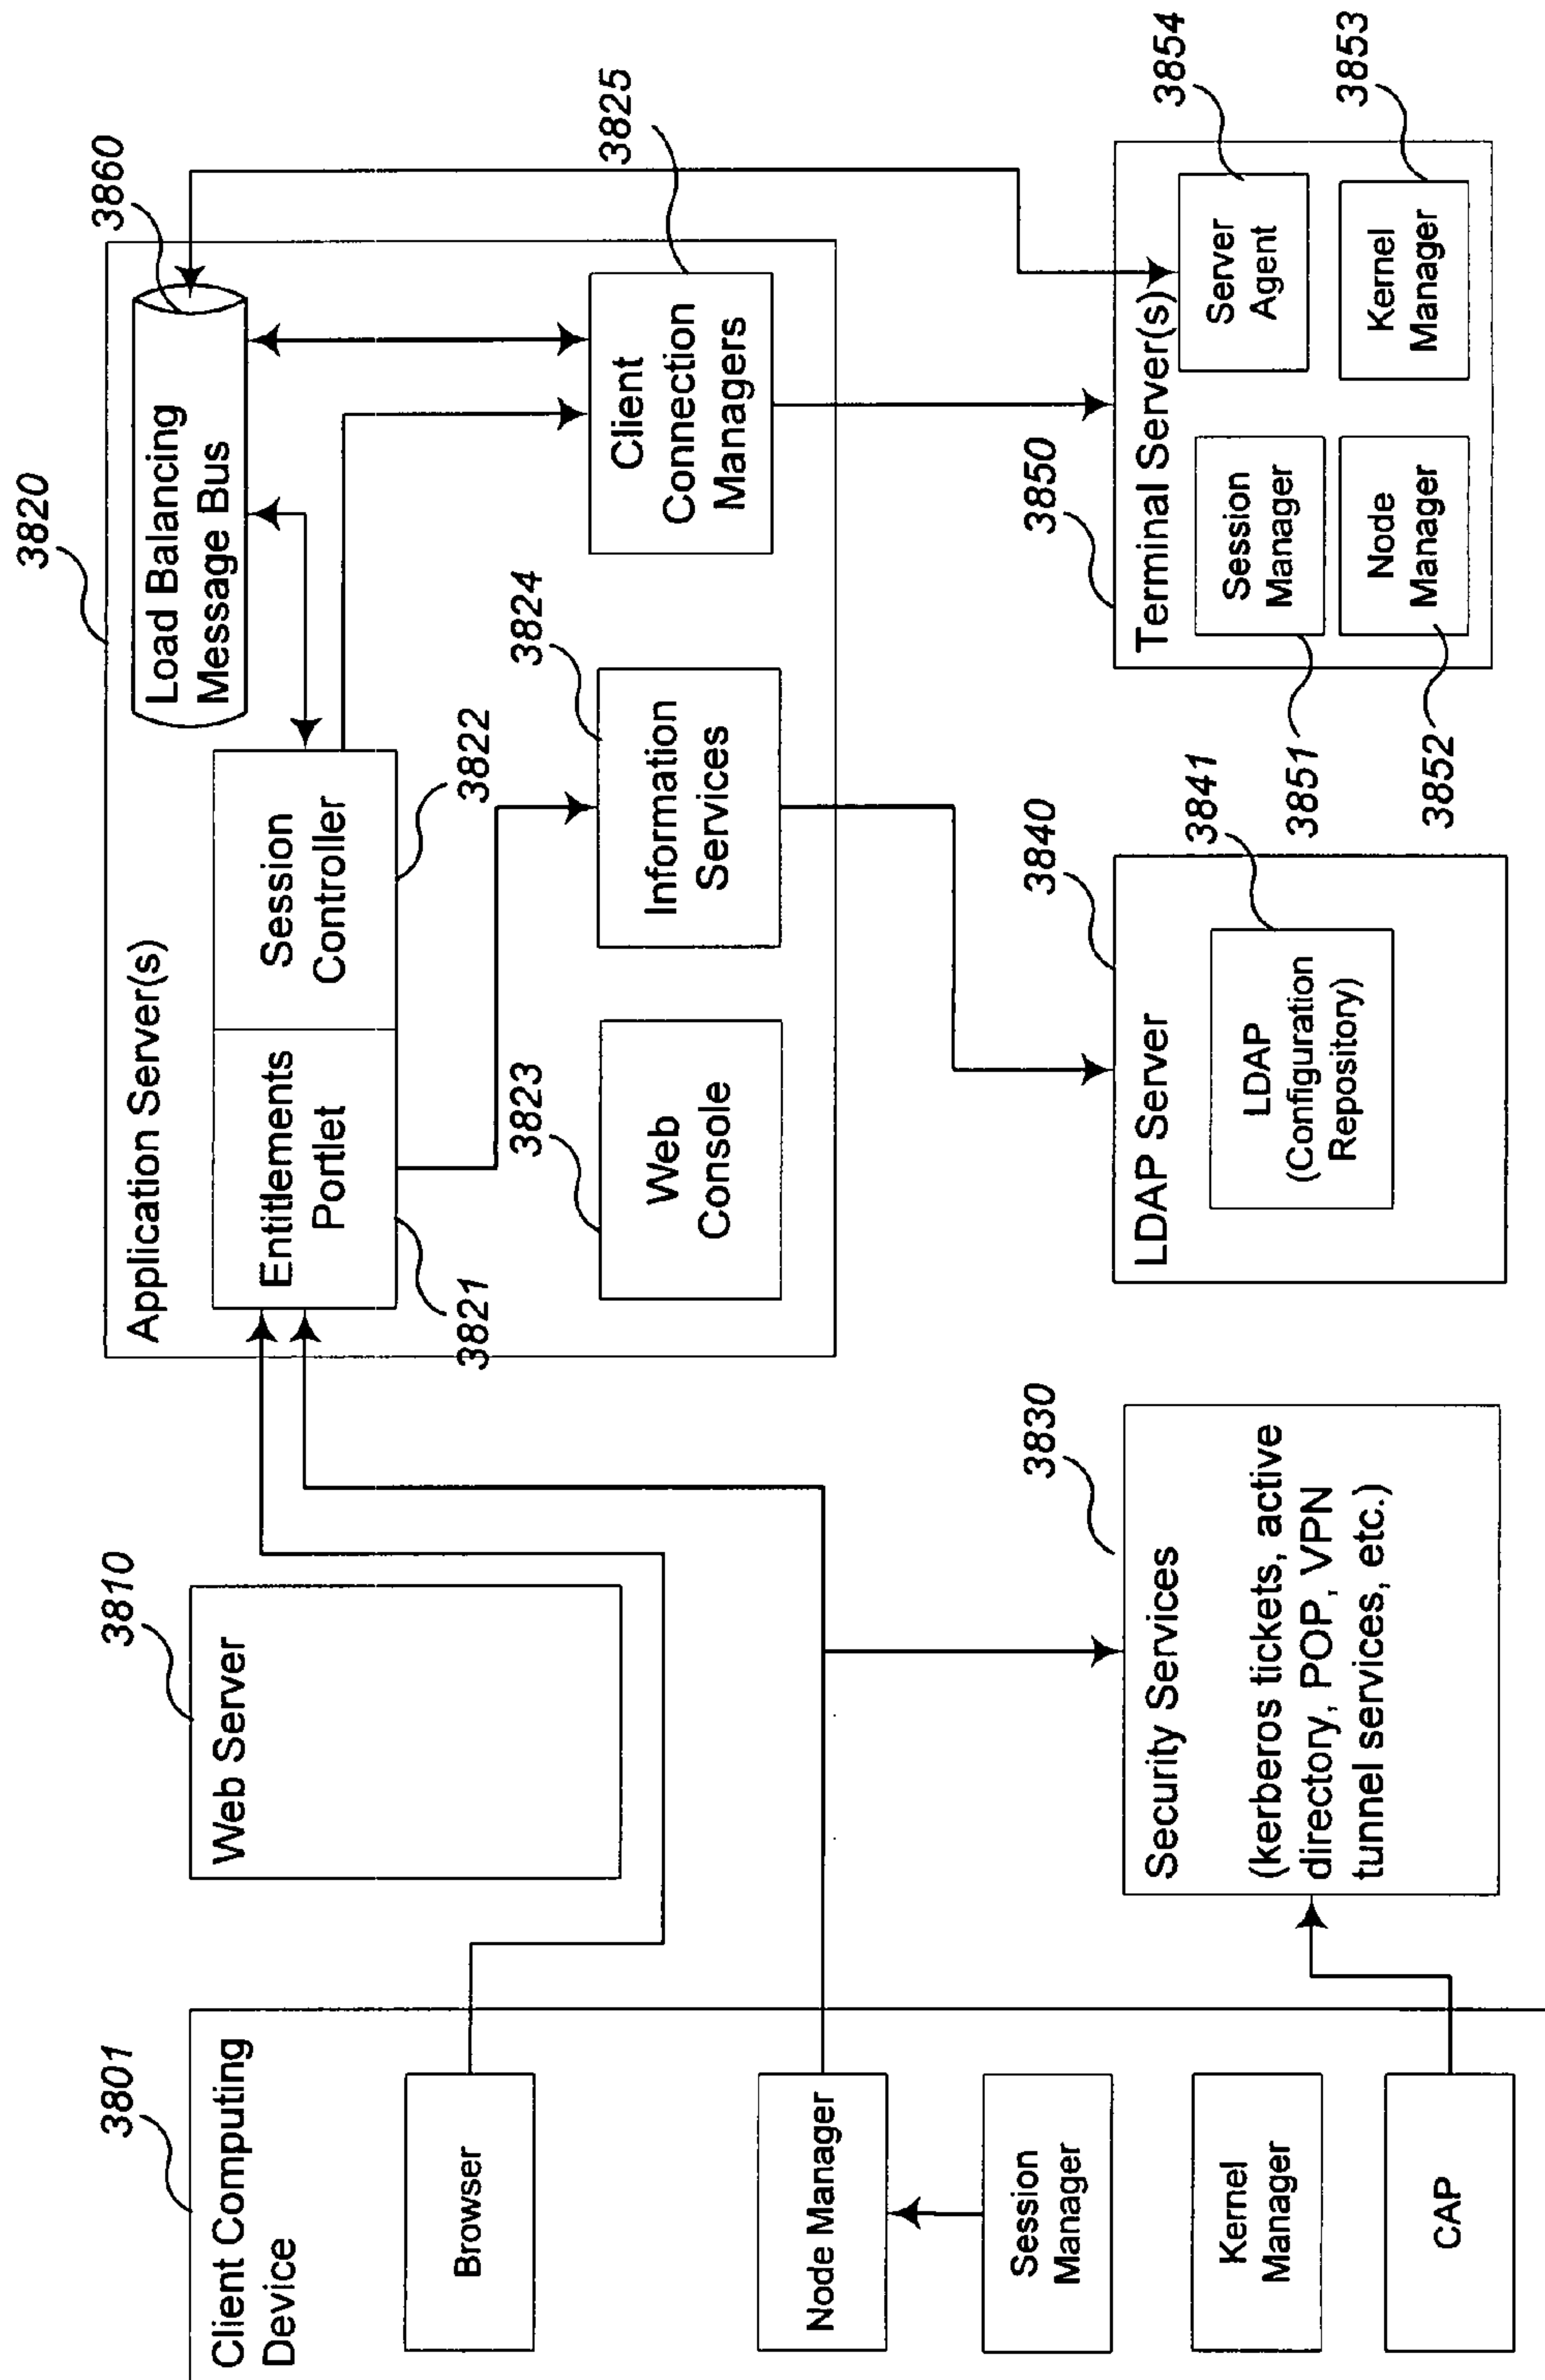 3801
Client Computing
Device
Browser
Node Manager
Session
Manager
Kernel
Manager
CAP
3810
Web Server
3830
Security Services
(kerberos tickets, active
directory, POP, VPN
tunnel services, etc.)
3820
Application Server(s)
3860
Load Balancing
Message Bus
Entitlements
Portlet
3821
Session
Controller
3822
3823
Web
Console
3824
Information
Services
3825
Client
Connection
Managers
3840
LDAP Server
3841
LDAP
(Configuration
Repository)
3850
Terminal Server(s)
Session
Manager
3851
Node
Manager
3852
Server
Agent
3854
Kernel
Manager
3853